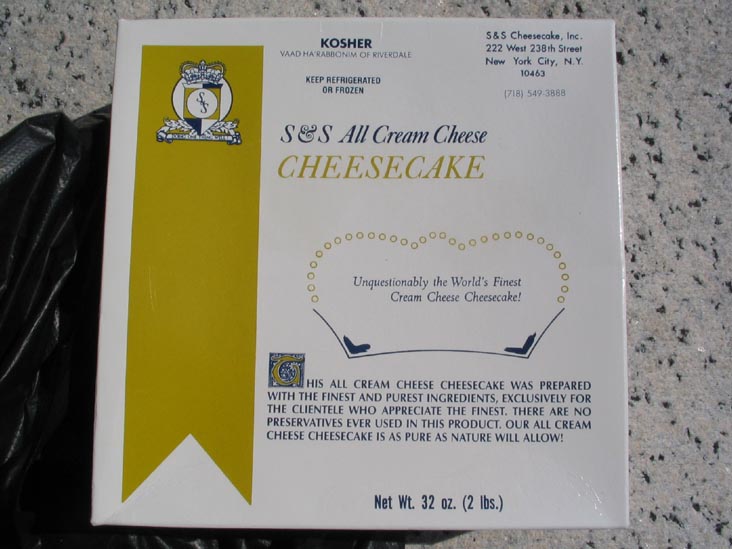 KOSHER
VAAD HA'RABBONIM OF RIVERDALE
KEEP REFRIGERATED
OR FROZEN
S&S Cheesecake, Inc.
222 West 238th Street
New York City, N.Y.
10463
(718) 549-3888
S
S
DOING ONE THING WELL!
S&S All Cream Cheese
CHEESECAKE
Unquestionably the World's Finest
Cream Cheese Cheesecake!
THIS ALL CREAM CHEESE CHEESECAKE WAS PREPARED
WITH THE FINEST AND PUREST INGREDIENTS, EXCLUSIVELY FOR
THE CLIENTELE WHO APPRECIATE THE FINEST. THERE ARE NO
PRESERVATIVES EVER USED IN THIS PRODUCT. OUR ALL CREAM
CHEESE CHEESECAKE IS AS PURE AS NATURE WILL ALLOW!
Net Wt. 32 oz. (2 lbs.)